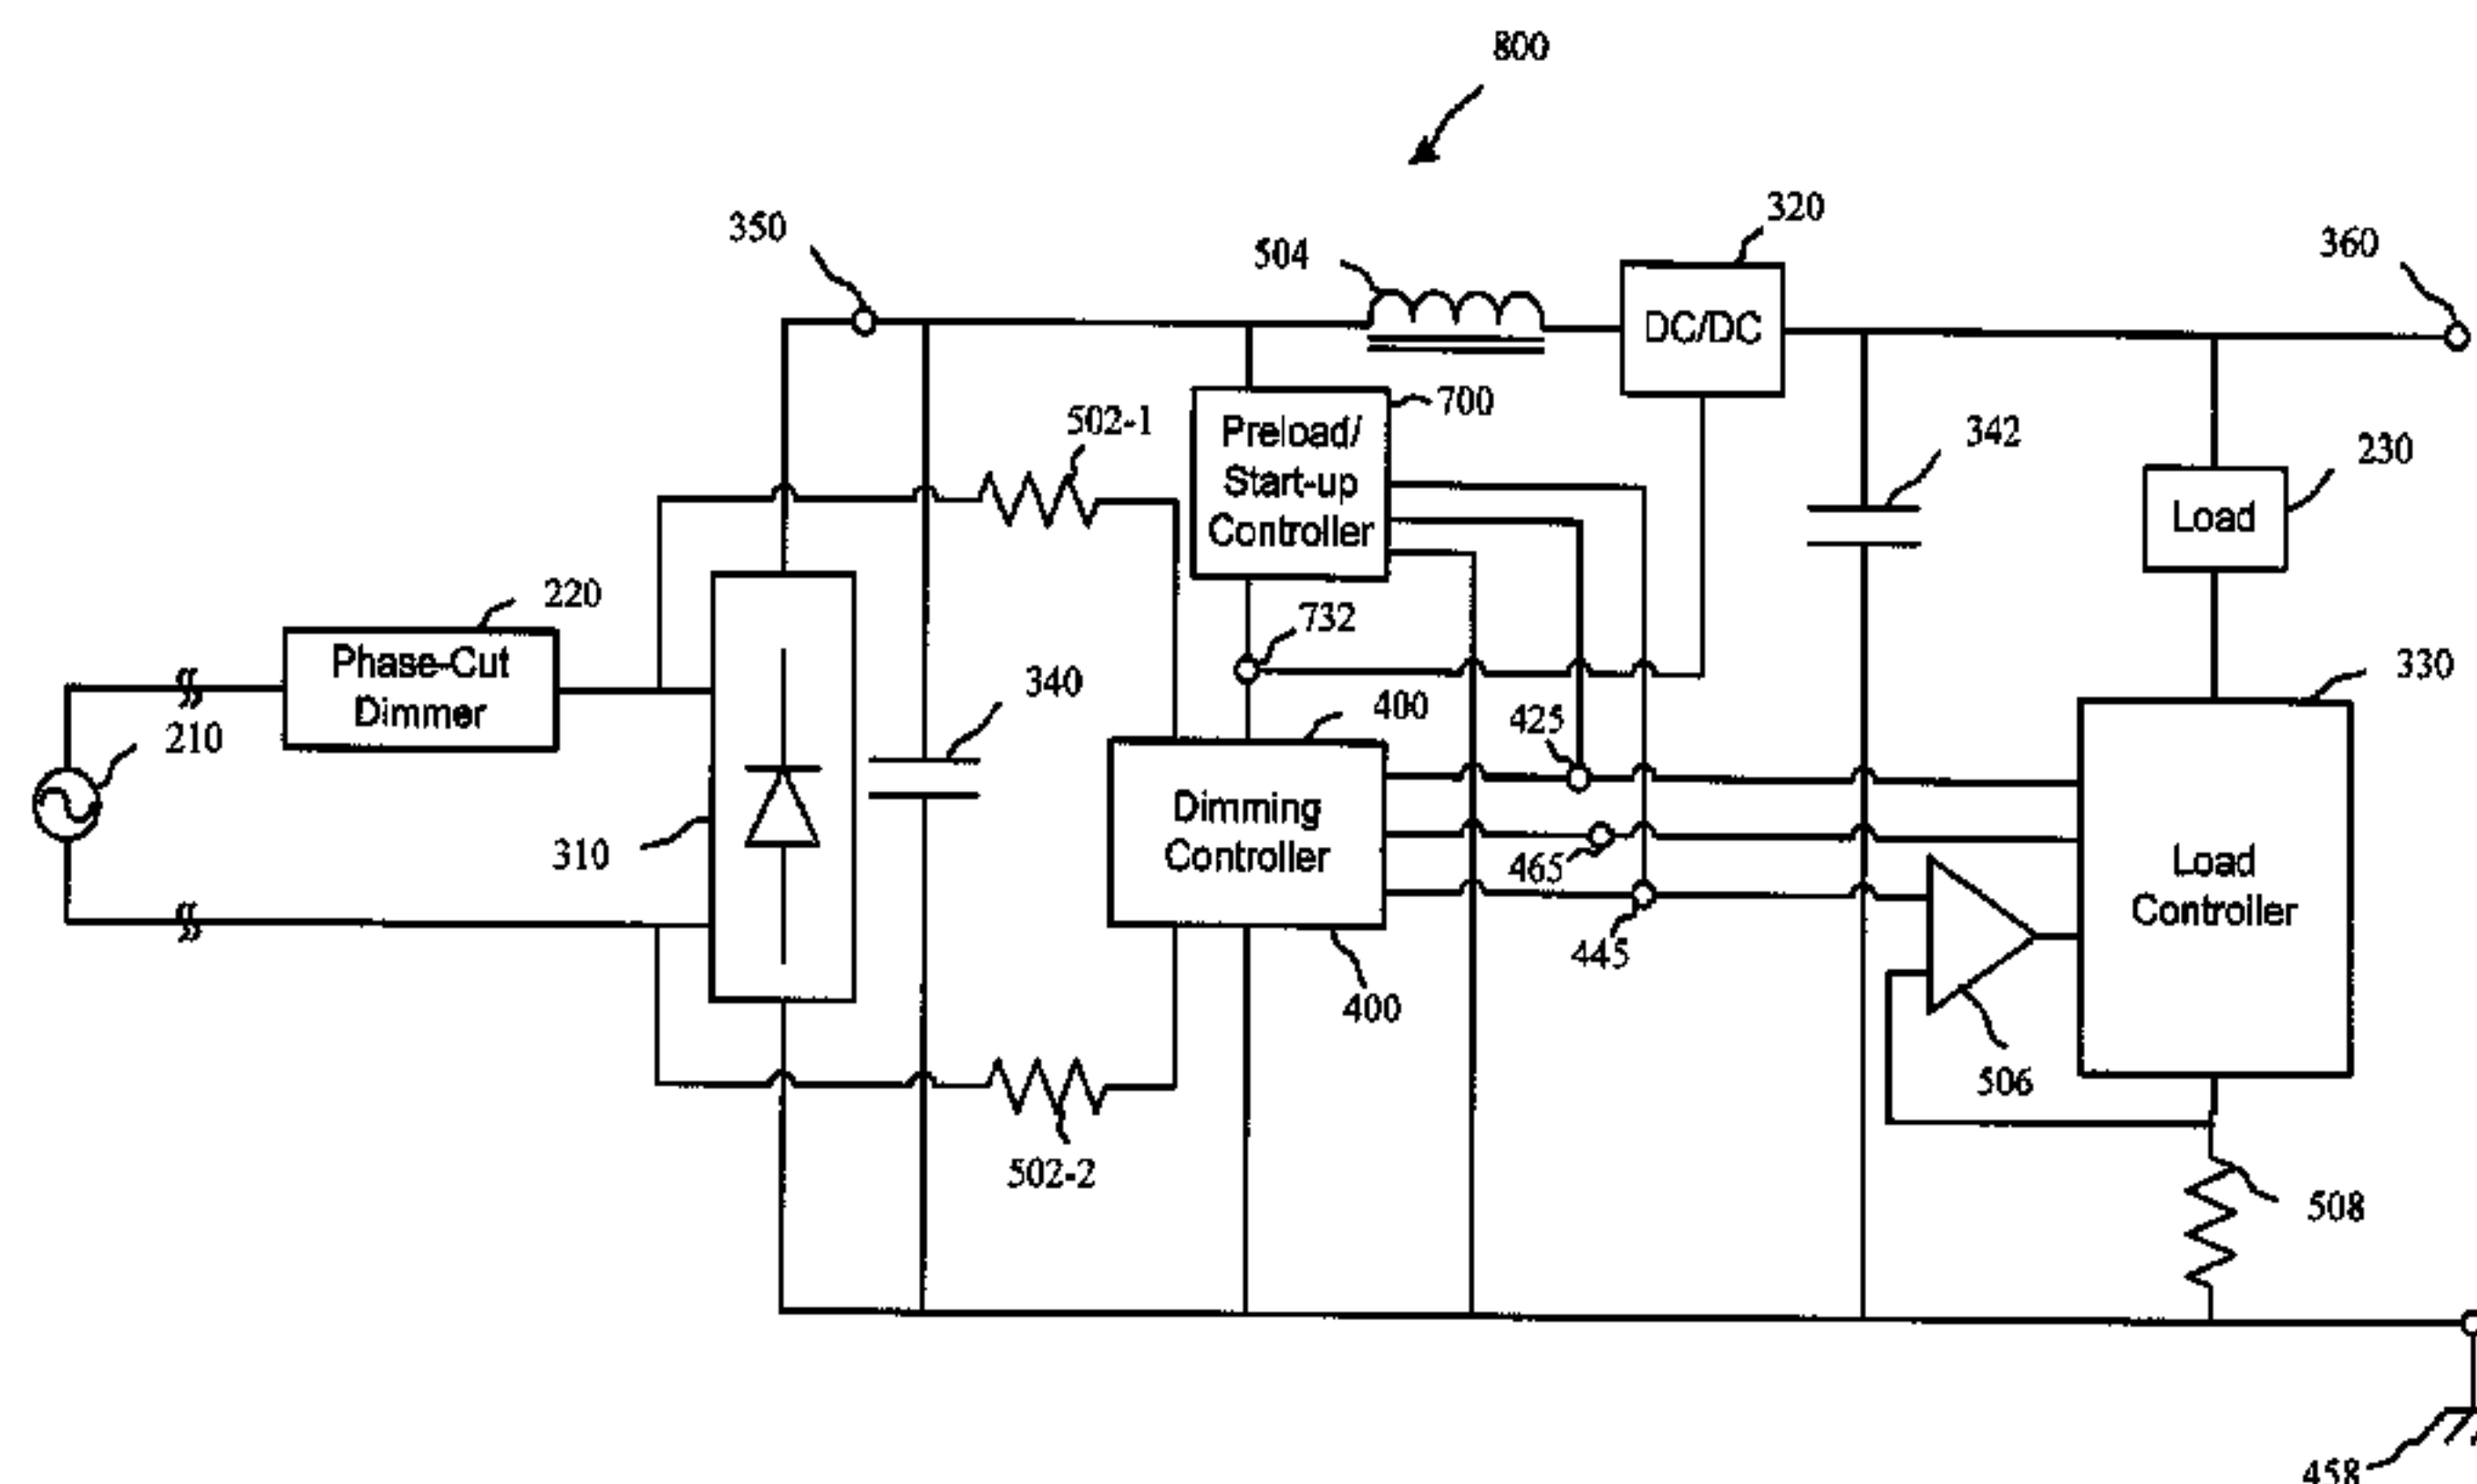 800
320
350
504
360
DC/DC
700
502-1
Preload/
Start-up
Controller
342
230
Load
220
732
Phase-Cut
Dimmer
330
340
400
425
210
Dimming
Controller
310
465
Load
Controller
445
400
506
502-2
508
458